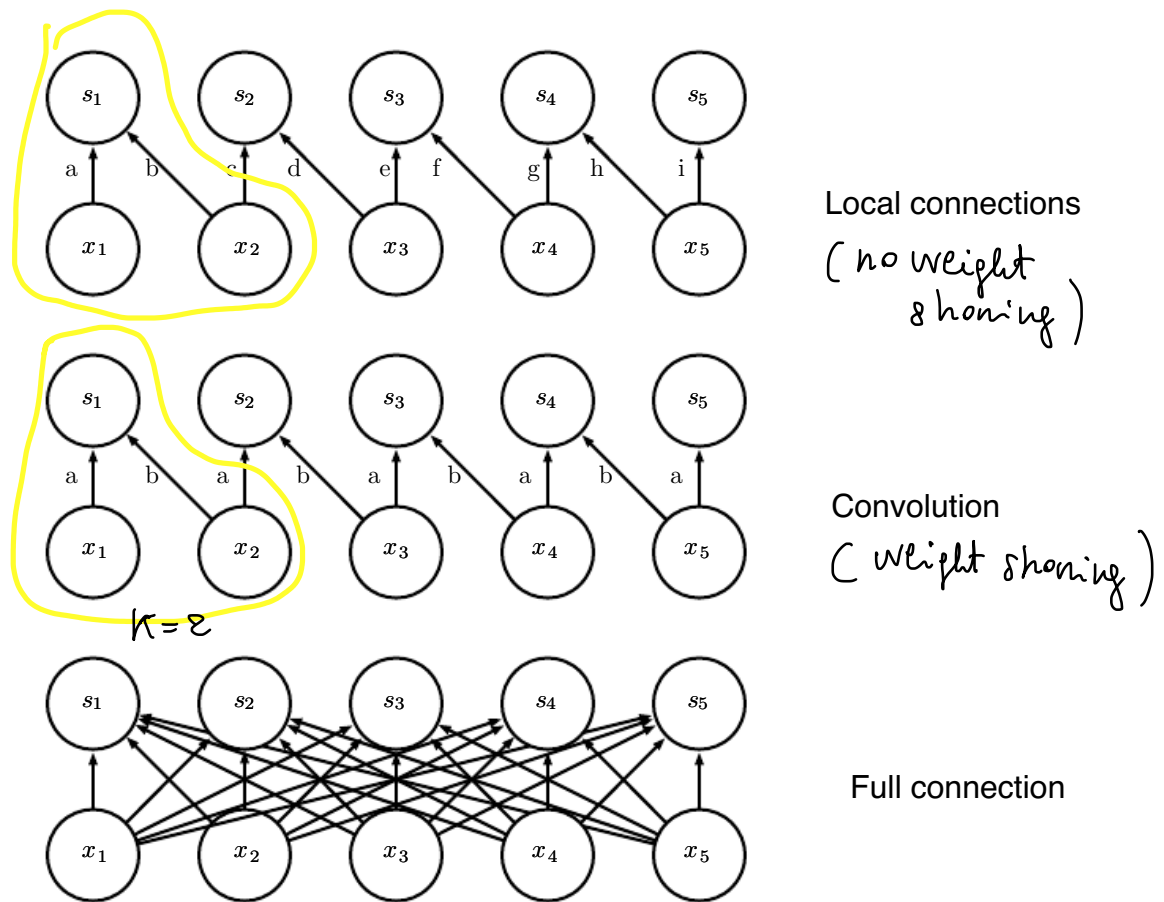 s1 s2 s3 s4 s5
a b c d e f g h i
x1 x2 x3 x4 x5
Local connections
(no weight
shoring)
s1 s2 s3 s4 s5
a b a b a b a b a
x1 x2 x3 x4 x5
Convolution
(weight shoring)
K=2
s1 s2 s3 s4 s5
Full connection
x1 x2 x3 x4 x5